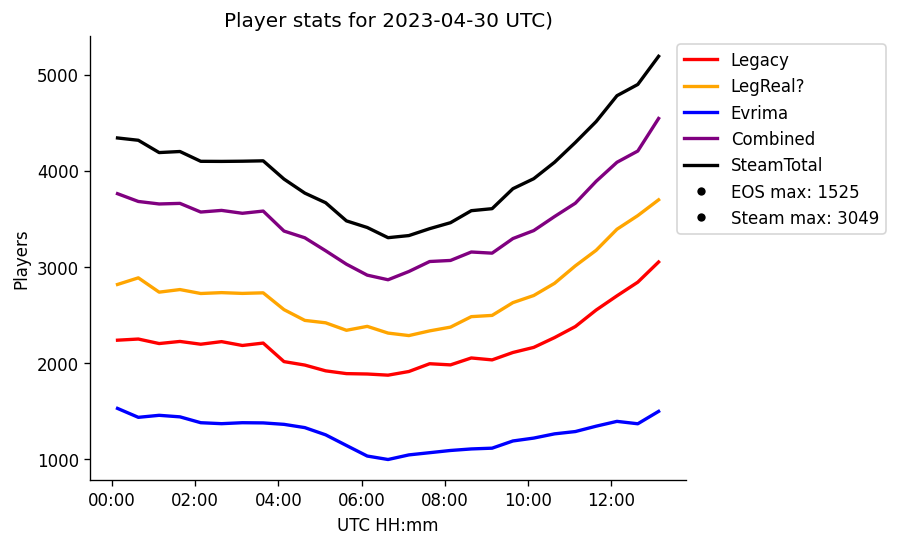 Player stats for 2023-04-30 UTC)
Players
5000
4000
3000
2000
1000
00:00 02:00 04:00 06:00 08:00 10:00 12:00
UTC HH:mm
Legacy
LegReal?
Evrima
Combined
SteamTotal
EOS max: 1525
Steam max: 3049